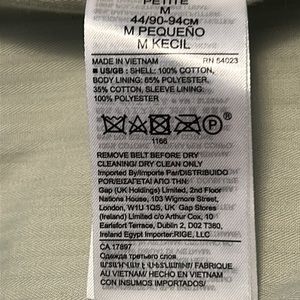 PETITE
M
44/90-94CM
M PEQUEÑO
M KECIL
MADE IN VIETNAM RN 54023
■ US/GB: SHELL: 100% COTTON,
BODY LINING: 65% POLYESTER,
35% COTTON, SLEEVE LINING:
100% POLYESTER
P
1166
REMOVE BELT BEFORE DRY
CLEANING/ DRY CLEAN ONLY
Imported By/Importe Par/DISTRIBUIDO
POR/ΕΙΣΑΓΕΤΑΙ ΑΠΟ ΤΗΝ:
Gap (UK Holdings) Limited, 2nd Floor
Nations House, 103 Wigmore Street,
London, W1U 1QS, UK Gap Stores
(Ireland) Limited c/o Arthur Cox, 10
Earlsfort Terrace, Dublin 2, D02 T380,
Ireland Egypt Importer:RIGE, LLC
CA 17897
Одежда третьего слоя
FABRIQUÉ
AU VIETNAM/ HECHO EN VIETNAM
CON INSUMOS IMPORTADOS/